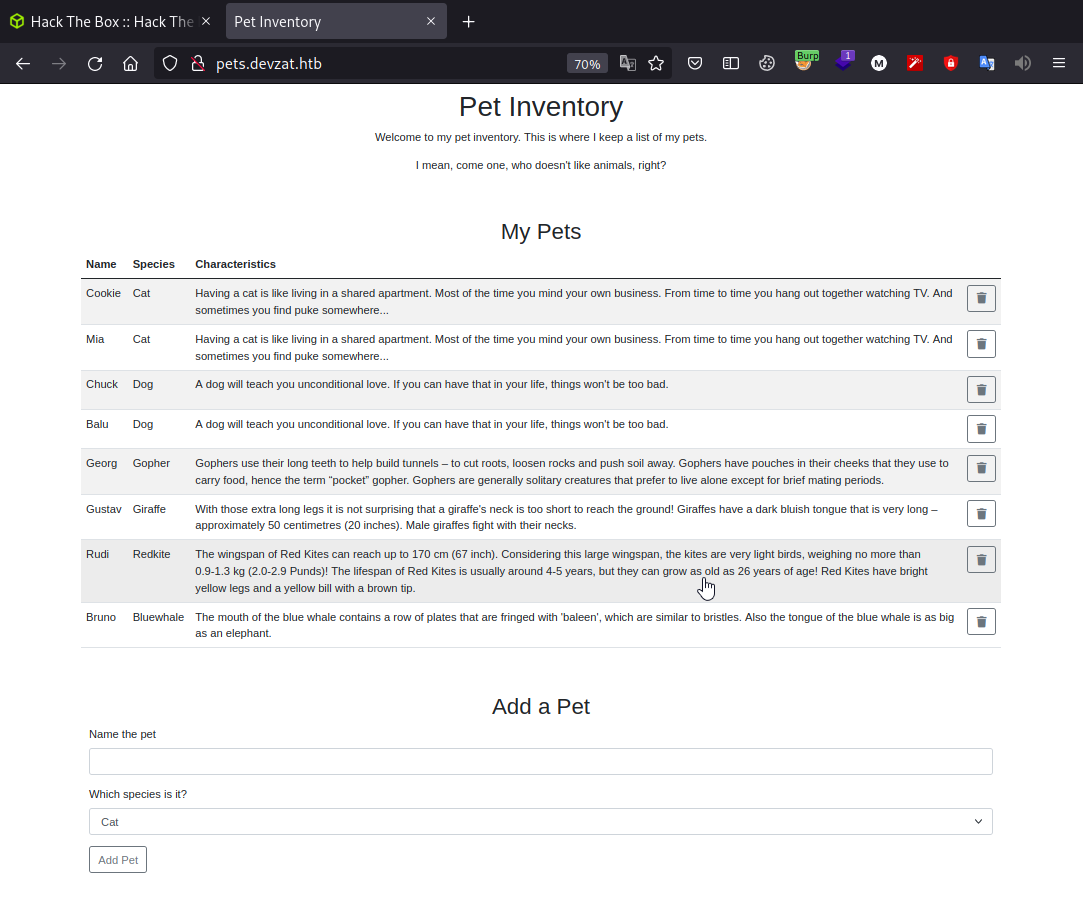 Hack The Box :: Hack The
Pet Inventory
pets.devzat.htb
70%
Burp
1
M
Pet Inventory
Welcome to my pet inventory. This is where I keep a list of my pets.
I mean, come one, who doesn't like animals, right?
My Pets
Name Species Characteristics
Cookie Cat Having a cat is like living in a shared apartment. Most of the time you mind your own business. From time to time you hang out together watching TV. And
sometimes you find puke somewhere...
Mia Cat Having a cat is like living in a shared apartment. Most of the time you mind your own business. From time to time you hang out together watching TV. And
sometimes you find puke somewhere...
Chuck Dog A dog will teach you unconditional love. If you can have that in your life, things won't be too bad.
Balu Dog A dog will teach you unconditional love. If you can have that in your life, things won't be too bad.
Georg Gopher Gophers use their long teeth to help build tunnels – to cut roots, loosen rocks and push soil away. Gophers have pouches in their cheeks that they use to
carry food, hence the term “pocket” gopher. Gophers are generally solitary creatures that prefer to live alone except for brief mating periods.
Gustav Giraffe With those extra long legs it is not surprising that a giraffe's neck is too short to reach the ground! Giraffes have a dark bluish tongue that is very long –
approximately 50 centimetres (20 inches). Male giraffes fight with their necks.
Rudi Redkite The wingspan of Red Kites can reach up to 170 cm (67 inch). Considering this large wingspan, the kites are very light birds, weighing no more than
0.9-1.3 kg (2.0-2.9 Punds)! The lifespan of Red Kites is usually around 4-5 years, but they can grow as old as 26 years of age! Red Kites have bright
yellow legs and a yellow bill with a brown tip.
Bruno Bluewhale The mouth of the blue whale contains a row of plates that are fringed with 'baleen', which are similar to bristles. Also the tongue of the blue whale is as big
as an elephant.
Add a Pet
Name the pet
Which species is it?
Cat
Add Pet